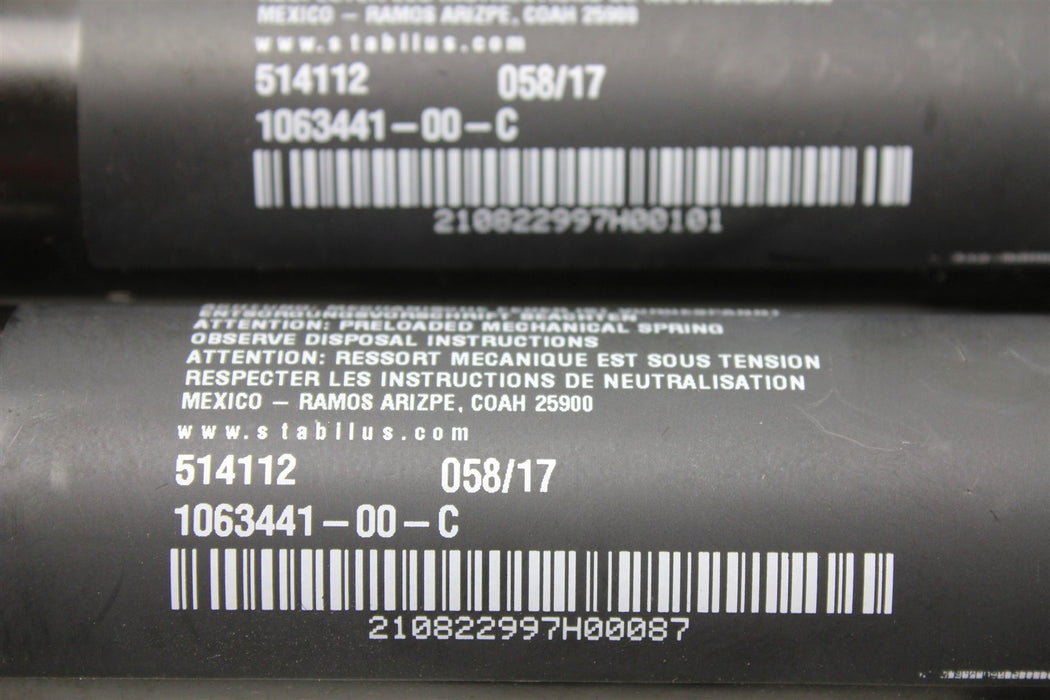 MEXICO – RAMOS ARIZPE, COAH 25900
www.stabilus.com
514112 058/17
1063441-00-C
210822997H00101
ENTSORGUNGSVORSCHRIFT BEACHTEN
ATTENTION: PRELOADED MECHANICAL SPRING
OBSERVE DISPOSAL INSTRUCTIONS
ATTENTION: RESSORT MECANIQUE EST SOUS TENSION
RESPECTER LES INSTRUCTIONS DE NEUTRALISATION
MEXICO – RAMOS ARIZPE, COAH 25900
www.stabilus.com
514112 058/17
1063441-00-C
210822997H00087